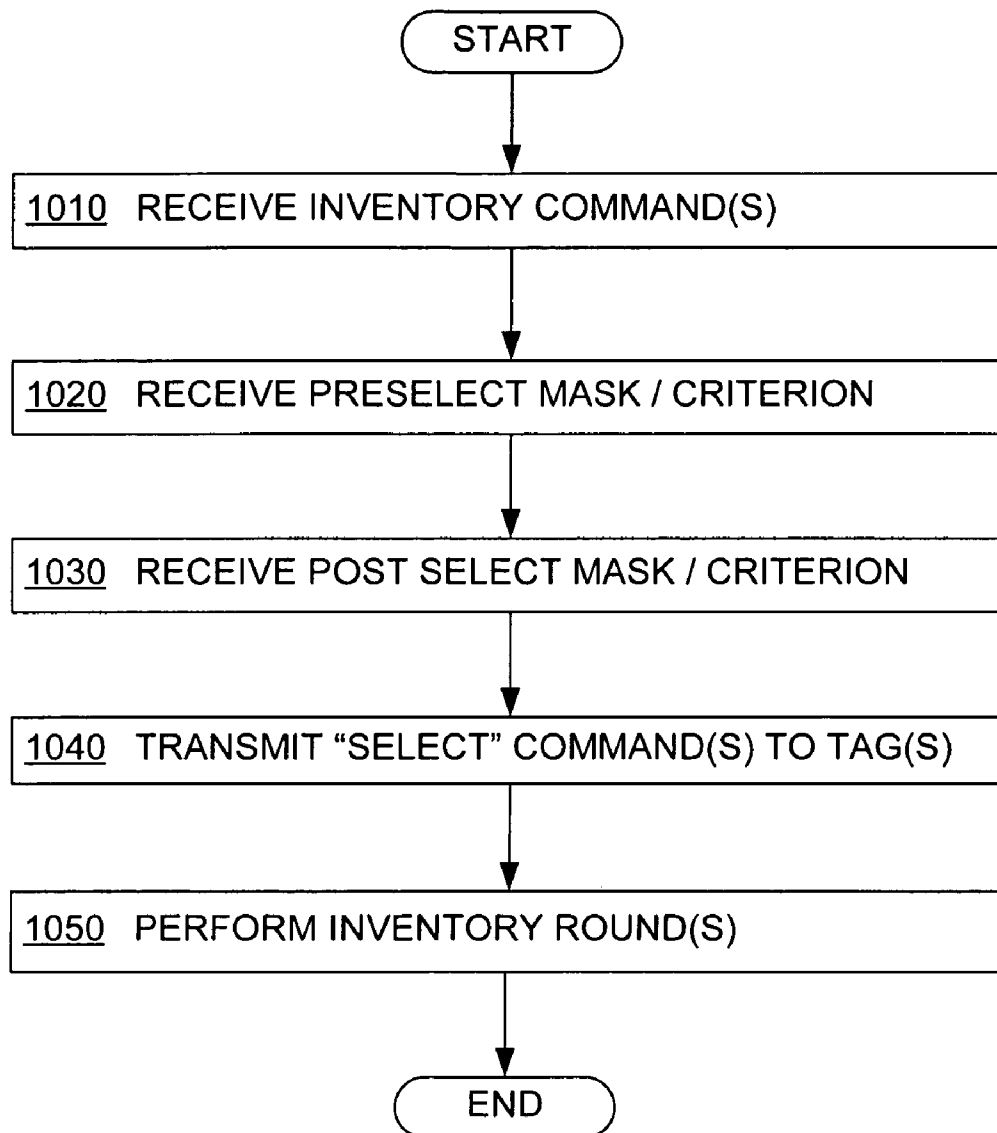 START
1010 RECEIVE INVENTORY COMMAND(S)
1020 RECEIVE PRESELECT MASK / CRITERION
1030 RECEIVE POST SELECT MASK / CRITERION
1040 TRANSMIT “SELECT” COMMAND(S) TO TAG(S)
1050 PERFORM INVENTORY ROUND(S)
END